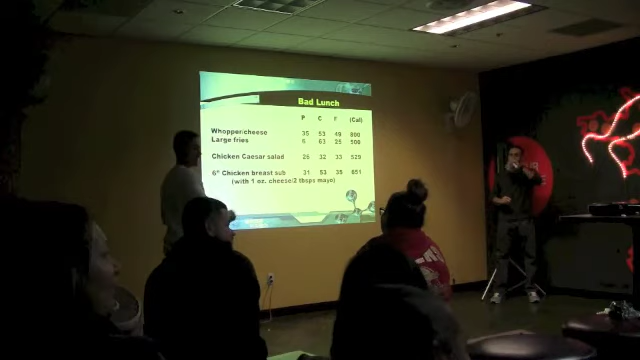 Bad Lunch
P C F (Cal)
Whopper/cheese 35 53 49 800
Large fries 6 63 25 500
Chicken Caesar salad 26 32 33 529
6" Chicken breast sub 31 53 35 651
(with 1 oz. cheese/2 tbsps mayo)